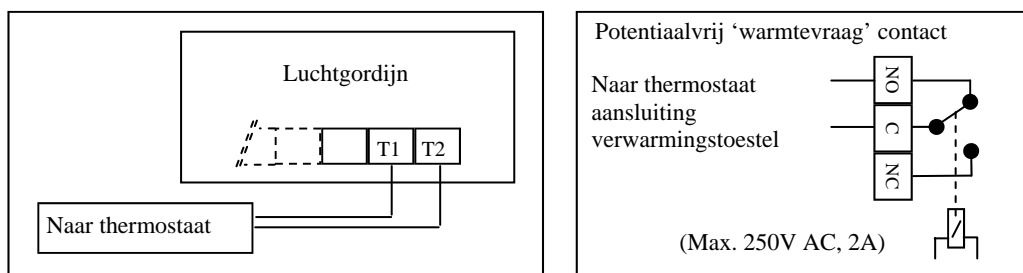 Luchtgordijn
T1 T2
Naar thermostaat
Potentiaalvrij ‘warmtevraag’ contact
Naar thermostaat
aansluiting
verwarmingstoestel
NO
C
NC
(Max. 250V AC, 2A)